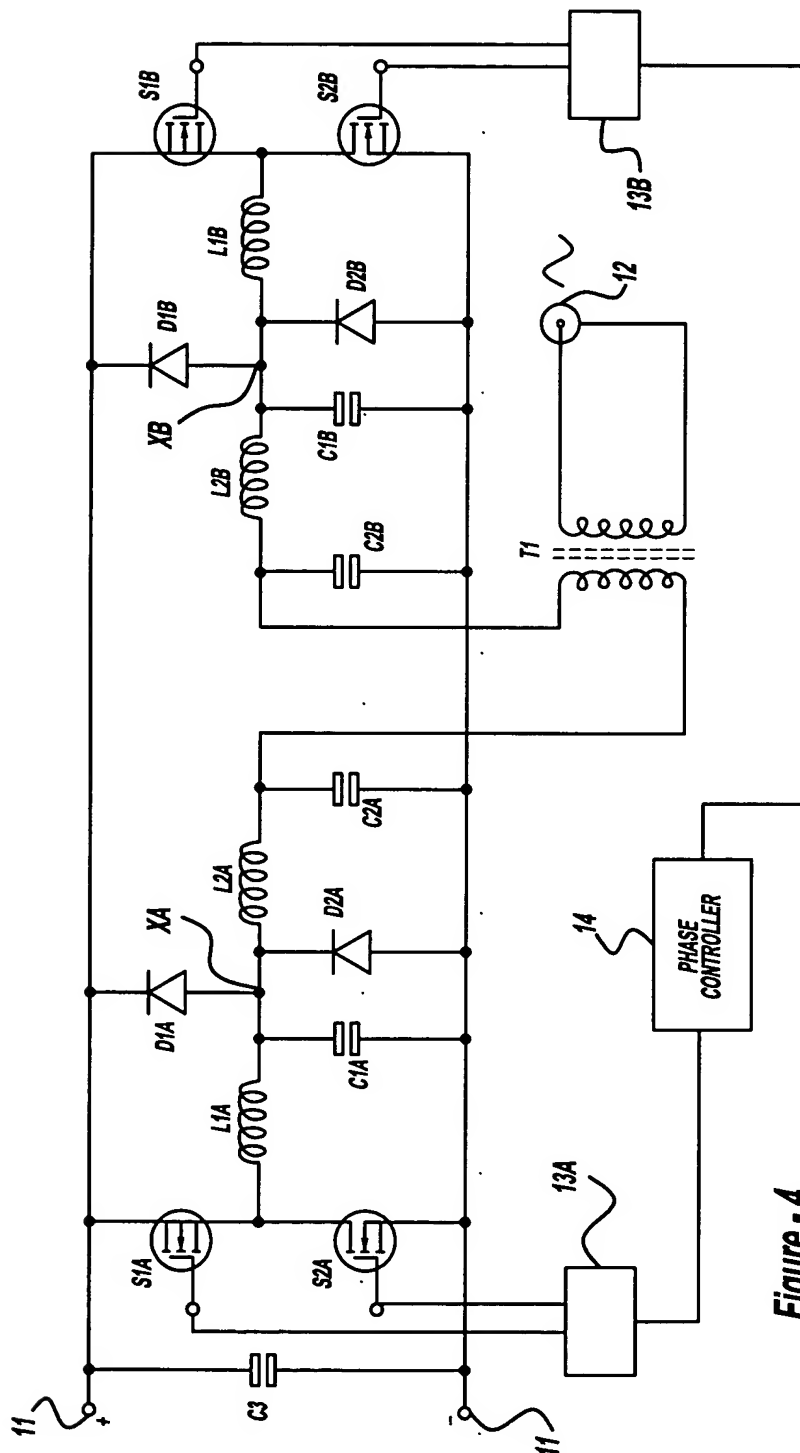 11
+
C3
-
11
S1A
S2A
13A
L1A
D1A
XA
C1A
D2A
L2A
C2A
14
PHASE
CONTROLLER
T1
C2B
L2B
C1B
XB
D1B
D2B
L1B
12
S1B
S2B
13B
Figure - 4